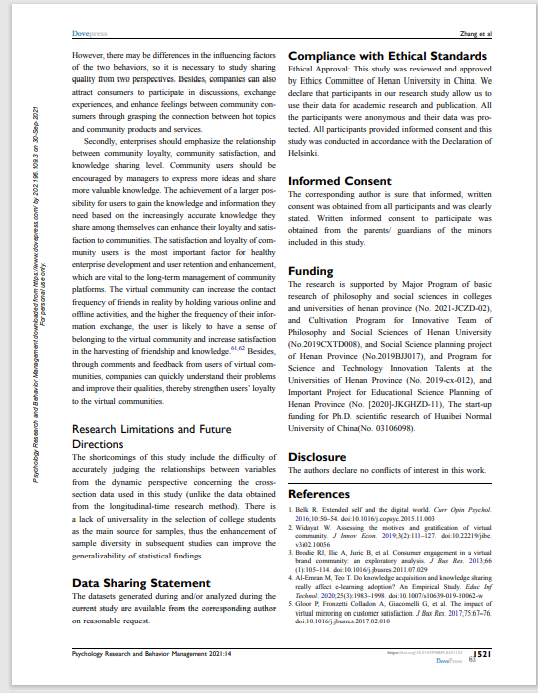 Dovepress
Zhang et al
Psychology Research and Behavior Management downloaded from https://www.dovepress.com/ by 202.196.109.3 on 30-Sep-2021
For personal use only.
However, there may be differences in the influencing factors
of the two behaviors, so it is necessary to study sharing
quality from two perspectives. Besides, companies can also
attract consumers to participate in discussions, exchange
experiences, and enhance feelings between community con-
sumers through grasping the connection between hot topics
and community products and services.
Secondly, enterprises should emphasize the relationship
between community loyalty, community satisfaction, and
knowledge sharing level. Community users should be
encouraged by managers to express more ideas and share
more valuable knowledge. The achievement of a larger pos-
sibility for users to gain the knowledge and information they
need based on the increasingly accurate knowledge they
share among themselves can enhance their loyalty and satis-
faction to communities. The satisfaction and loyalty of com-
munity users is the most important factor for healthy
enterprise development and user retention and enhancement,
which are vital to the long-term management of community
platforms. The virtual community can increase the contact
frequency of friends in reality by holding various online and
offline activities, and the higher the frequency of their infor-
mation exchange, the user is likely to have a sense of
belonging to the virtual community and increase satisfaction
in the harvesting of friendship and knowledge.61,62 Besides,
through comments and feedback from users of virtual com-
munities, companies can quickly understand their problems
and improve their qualities, thereby strengthen users' loyalty
to the virtual communities.
Research Limitations and Future
Directions
The shortcomings of this study include the difficulty of
accurately judging the relationships between variables
from the dynamic perspective concerning the cross-
section data used in this study (unlike the data obtained
from the longitudinal-time research method). There is
a lack of universality in the selection of college students
as the main source for samples, thus the enhancement of
sample diversity in subsequent studies can improve the
generalizability of statistical findings.
Data Sharing Statement
The datasets generated during and/or analyzed during the
current study are available from the corresponding author
on reasonable request.
Compliance with Ethical Standards
Ethical Approval: This study was reviewed and approved
by Ethics Committee of Henan University in China. We
declare that participants in our research study allow us to
use their data for academic research and publication. All
the participants were anonymous and their data was pro-
tected. All participants provided informed consent and this
study was conducted in accordance with the Declaration of
Helsinki.
Informed Consent
The corresponding author is sure that informed, written
consent was obtained from all participants and was clearly
stated. Written informed consent to participate was
obtained from the parents/ guardians of the minors
included in this study.
Funding
The research is supported by Major Program of basic
research of philosophy and social sciences in colleges
and universities of henan province (No. 2021-JCZD-02),
and Cultivation Program for Innovative Team of
Philosophy and Social Sciences of Henan University
(No.2019CXTD008), and Social Science planning project
of Henan Province (No.2019BJJ017), and Program for
Science and Technology Innovation Talents at the
Universities of Henan Province (No. 2019-cx-012), and
Important Project for Educational Science Planning of
Henan Province (No. [2020]-JKGHZD-11), The start-up
funding for Ph.D. scientific research of Huaibei Normal
University of China(No. 03106098).
Disclosure
The authors declare no conflicts of interest in this work.
References
1. Belk R. Extended self and the digital world. Curr Opin Psychol.
2016;10:50–54. doi:10.1016/j.copsyc.2015.11.003
2. Widayat W. Assessing the motives and gratification of virtual
community. J Innov Econ. 2019;3(2):111–127. doi:10.22219/jibe.
v3i02.10056
3. Brodie RJ, Ilic A, Juric B, et al. Consumer engagement in a virtual
brand community: an exploratory analysis. J Bus Res. 2013;66
(1):105–114. doi:10.1016/j.jbusres.2011.07.029
4. Al-Emran M, Teo T. Do knowledge acquisition and knowledge sharing
really affect e-learning adoption? An Empirical Study. Educ Inf
Technol. 2020;25(3):1983–1998. doi:10.1007/s10639-019-10062-w
5. Gloor P, Fronzetti Colladon A, Giacomelli G, et al. The impact of
virtual mirroring on customer satisfaction. J Bus Res. 2017;75:67–76.
doi:10.1016/j.jbusres.2017.02.010
Psychology Research and Behavior Management 2021:14
1521
DovePress